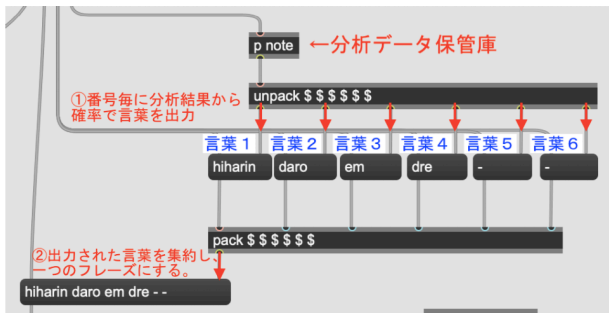 p note
←分析データ保管庫
unpack $ $ $ $ $ $
①番号毎に分析結果から
確率で言葉を出力
言葉1 言葉2 言葉3 言葉4 言葉5 言葉6
hiharin daro em dre - -
pack $ $ $ $ $ $
②出力された言葉を集約し、
一つのフレーズにする。
hiharin daro em dre - -